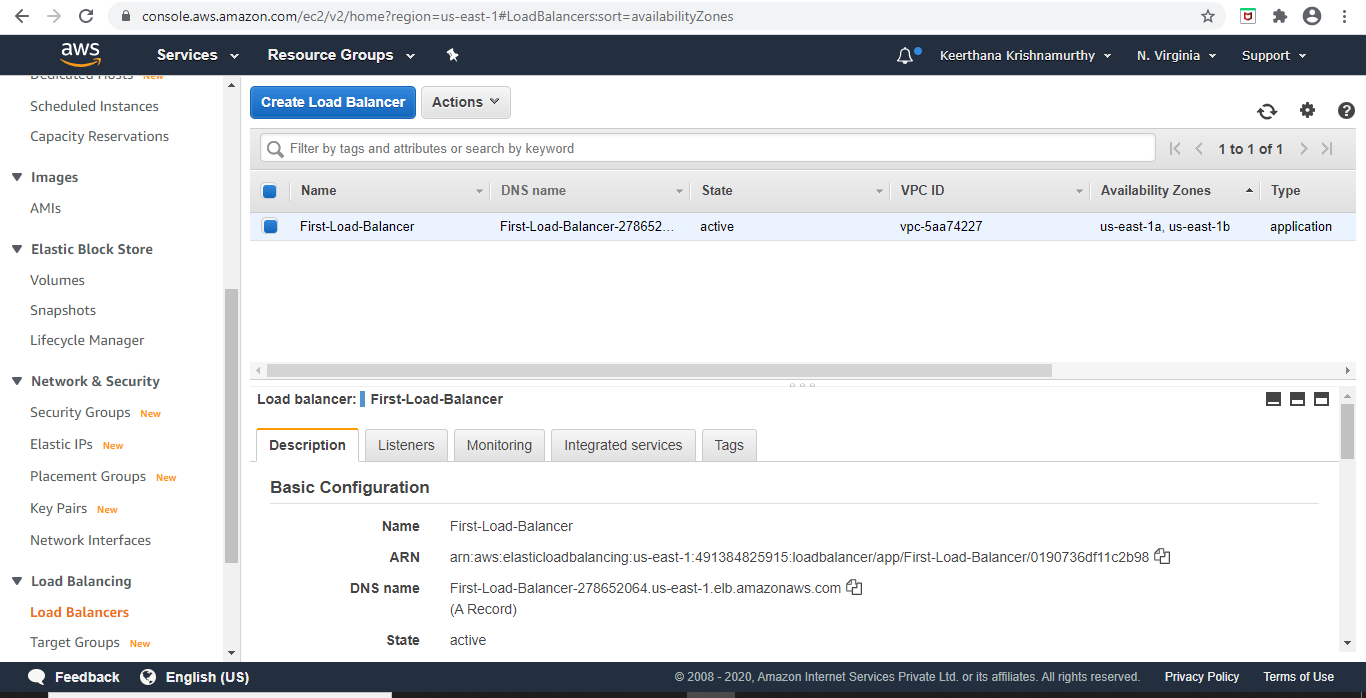 console.aws.amazon.com/ec2/v2/home?region=us-east-1#LoadBalancers:sort=availabilityZones
aws Services Resource Groups Keerthana Krishnamurthy N. Virginia Support
Dedicated Hosts New
Scheduled Instances
Capacity Reservations
Images
AMIs
Elastic Block Store
Volumes
Snapshots
Lifecycle Manager
Network & Security
Security Groups New
Elastic IPs New
Placement Groups New
Key Pairs New
Network Interfaces
Load Balancing
Load Balancers
Target Groups New
Create Load Balancer Actions
Filter by tags and attributes or search by keyword 1 to 1 of 1
Name DNS name State VPC ID Availability Zones Type
First-Load-Balancer First-Load-Balancer-278652... active vpc-5aa74227 us-east-1a, us-east-1b application
Load balancer: First-Load-Balancer
Description Listeners Monitoring Integrated services Tags
Basic Configuration
Name First-Load-Balancer
ARN arn:aws:elasticloadbalancing:us-east-1:491384825915:loadbalancer/app/First-Load-Balancer/0190736df11c2b98
DNS name First-Load-Balancer-278652064.us-east-1.elb.amazonaws.com
(A Record)
State active
Feedback English (US) © 2008 - 2020, Amazon Internet Services Private Ltd. or its affiliates. All rights reserved. Privacy Policy Terms of Use